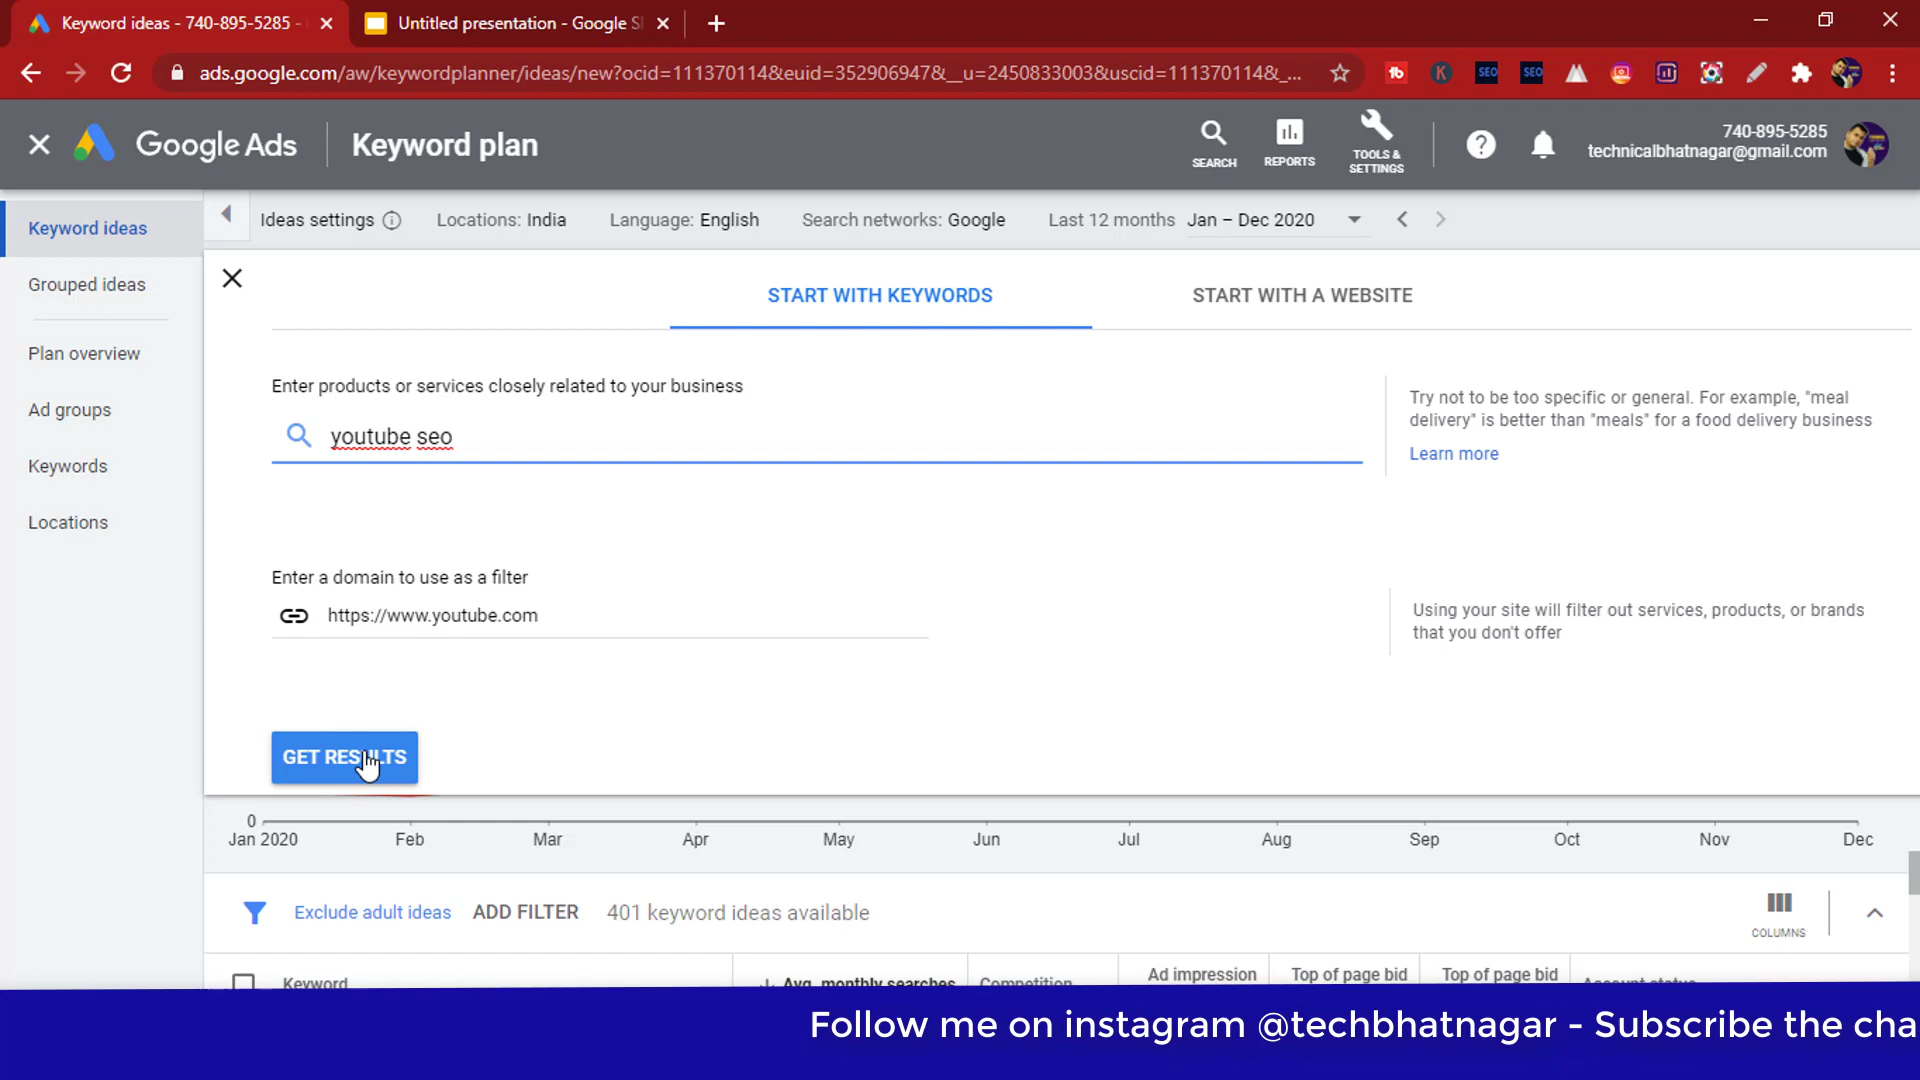 Keyword ideas - 740-895-5285 -
Untitled presentation - Google S
ads.google.com/aw/keywordplanner/ideas/new?ocid=111370114&euid=352906947&__u=2450833003&uscid=111370114&_...
Google Ads
Keyword plan
SEARCH
REPORTS
TOOLS &
SETTINGS
740-895-5285
technicalbhatnagar@gmail.com
Keyword ideas
Grouped ideas
Plan overview
Ad groups
Keywords
Locations
Ideas settings
Locations: India
Language: English
Search networks: Google
Last 12 months Jan – Dec 2020
START WITH KEYWORDS
START WITH A WEBSITE
Enter products or services closely related to your business
youtube seo
Try not to be too specific or general. For example, "meal
delivery" is better than "meals" for a food delivery business
Learn more
Enter a domain to use as a filter
https://www.youtube.com
Using your site will filter out services, products, or brands
that you don't offer
GET RESULTS
0
Jan 2020 Feb Mar Apr May Jun Jul Aug Sep Oct Nov Dec
Exclude adult ideas ADD FILTER 401 keyword ideas available
COLUMNS
Keyword
Avg. monthly searches
Competition
Ad impression
Top of page bid
Top of page bid
Account status
Follow me on instagram @techbhatnagar - Subscribe the cha